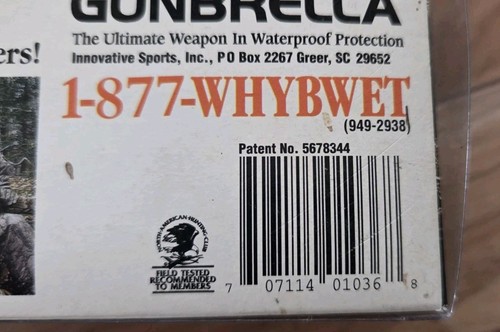 GUNBRELLA
The Ultimate Weapon In Waterproof Protection
ers!
Innovative Sports, Inc., P O Box 2267 Greer, SC 29652
1-877-WHYBWET
(949-2938)
Patent No. 5678344
NORTH AMERICAN HUNTING CLUB
FIELD TESTED
RECOMMENDED
TO MEMBERS
7 07114 01036 8